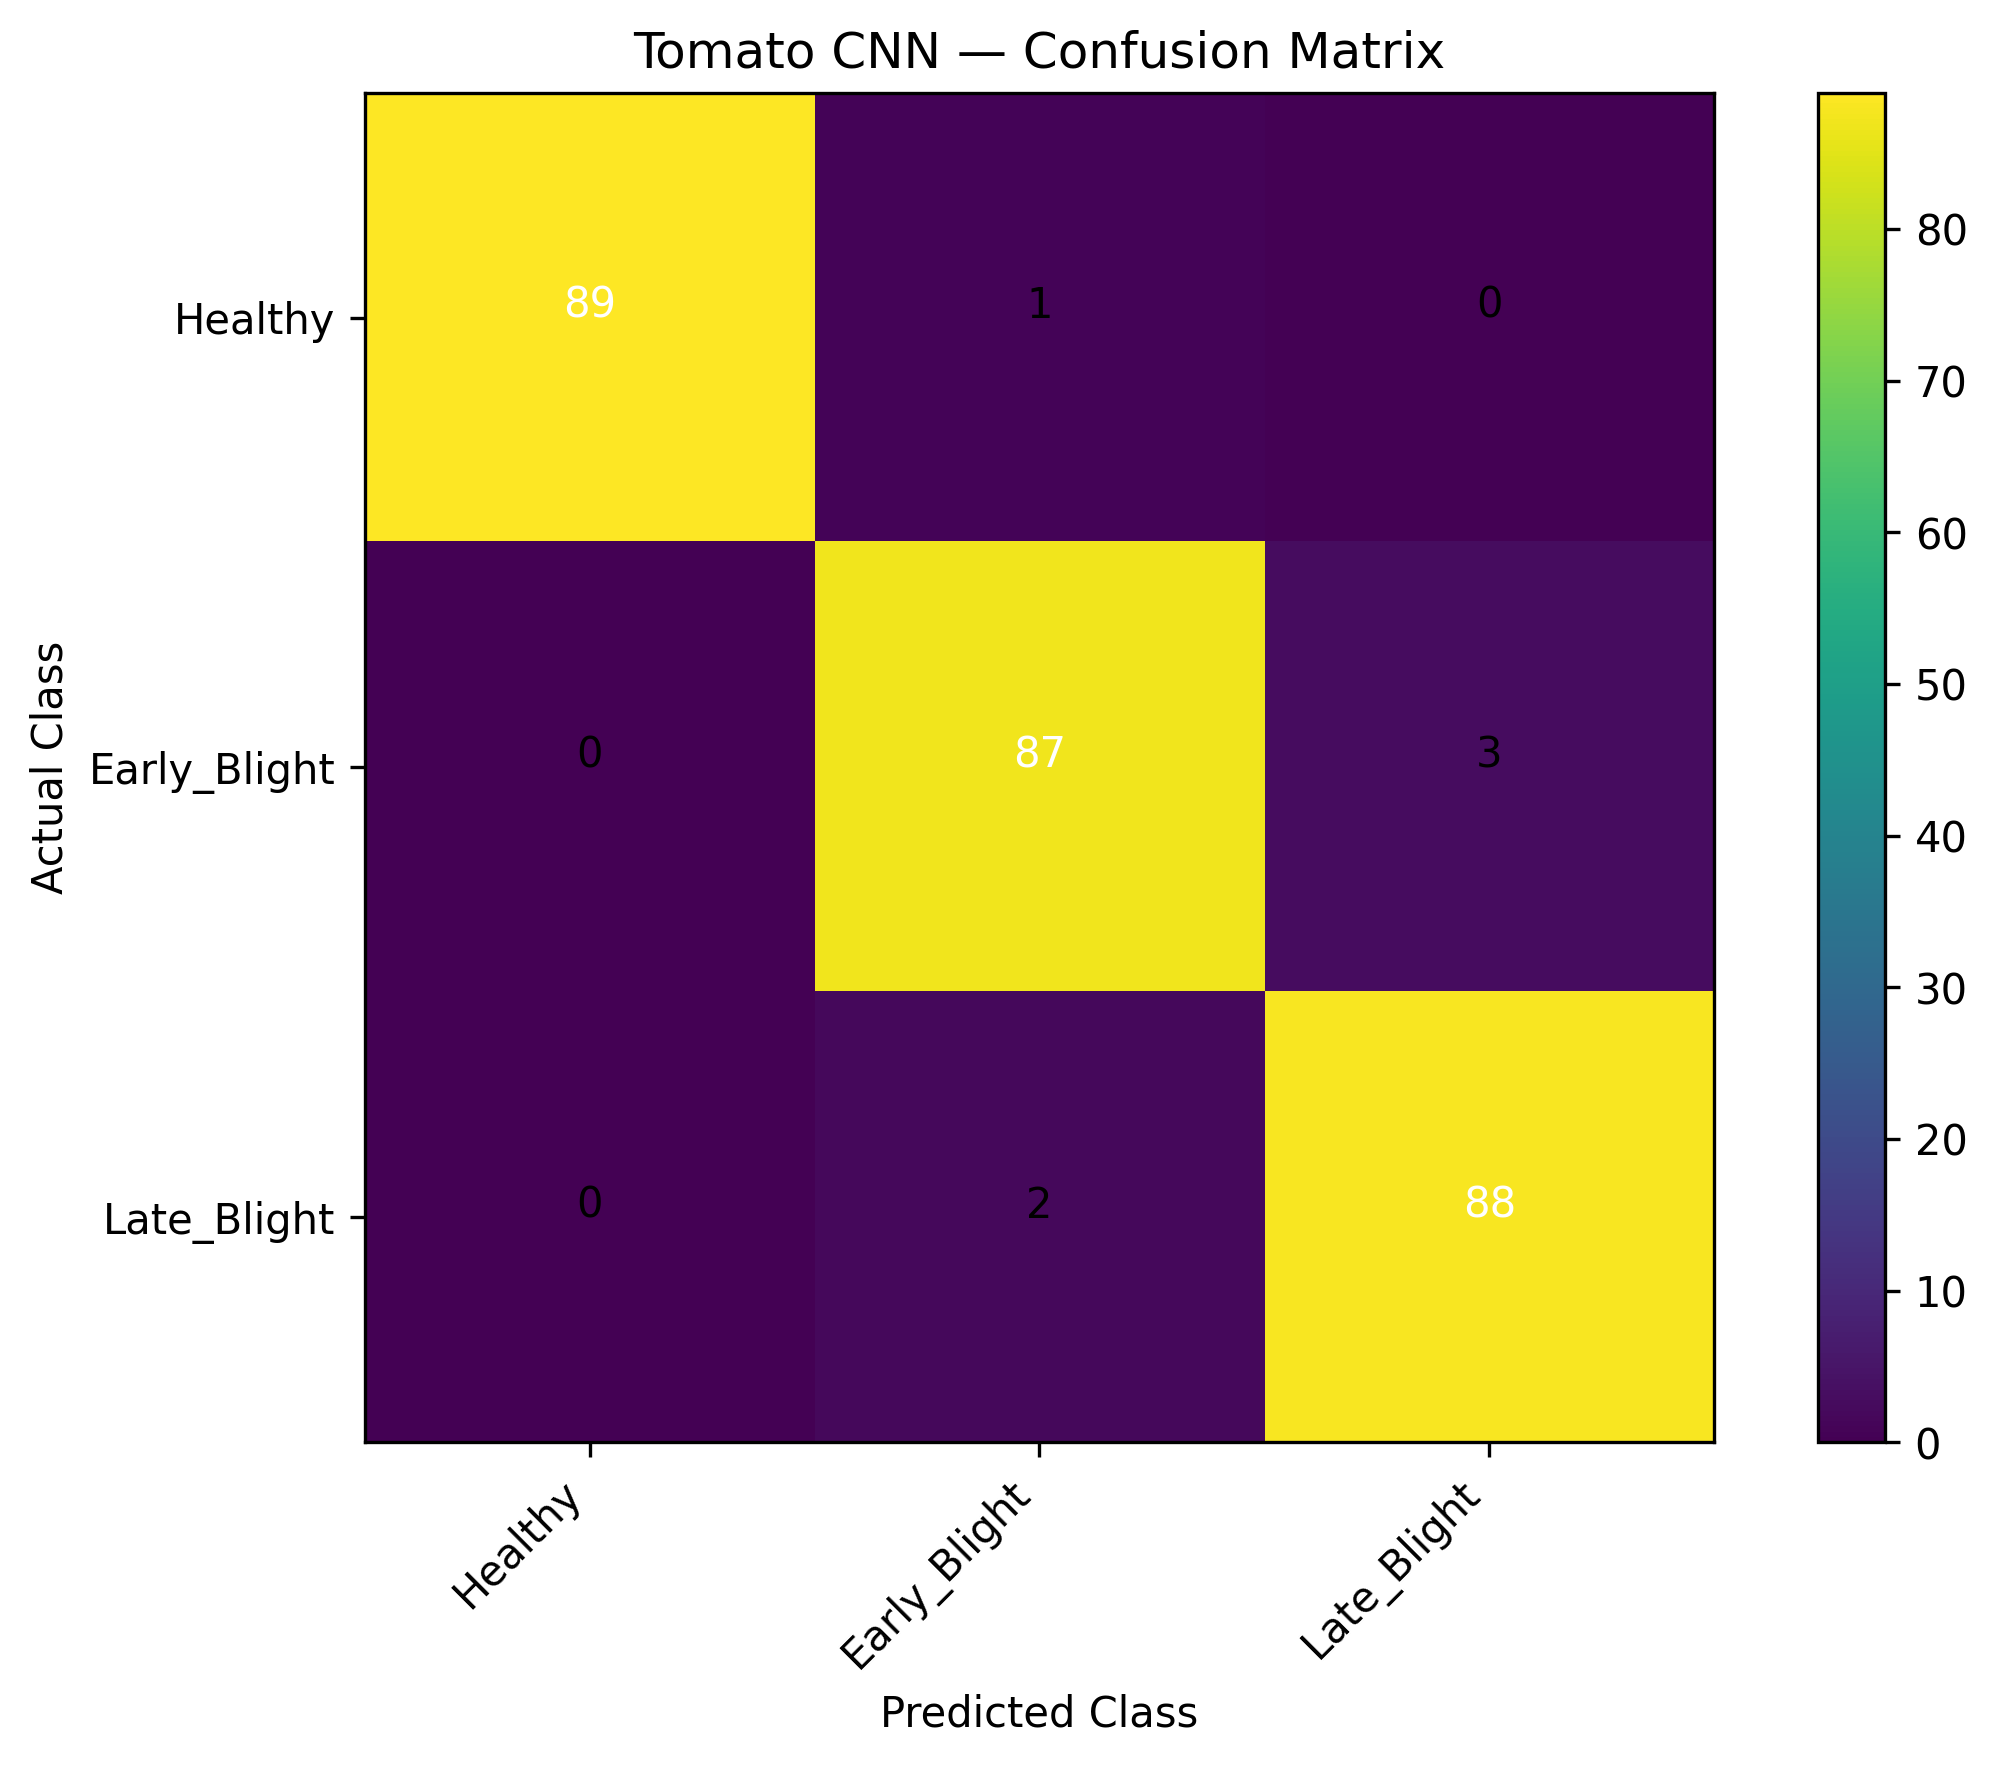 Tomato CNN — Confusion Matrix
Actual Class
Healthy
89 1 0
Early_Blight
0 87 3
Late_Blight
0 2 88
Healthy
Early_Blight
Late_Blight
Predicted Class
80
70
60
50
40
30
20
10
0